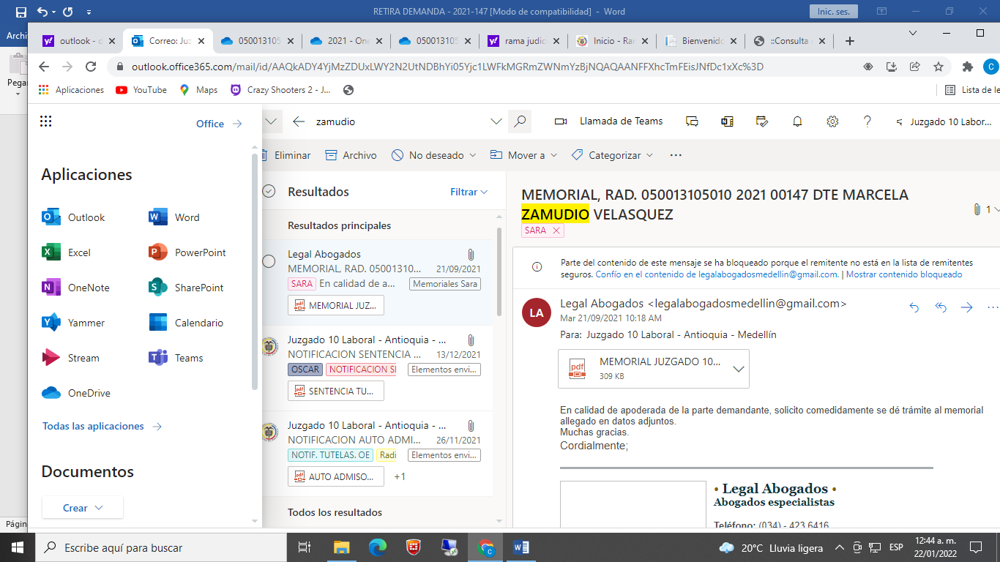 RETIRA DEMANDA - 2021-147 [Modo de compatibilidad] - Word
Inic. ses.
Archi
Pegar
outlook - c
Correo: Juz
050013105
2021 - One
050013105
rama judic
Inicio - Ran
Bienvenido
::Consulta
outlook.office365.com/mail/id/AAQkADY4YjMzZDUxLWY2N2UtNDBhYi05Yjc1LWFkMGRmZWNmYzBjNQAQAANFFXhcTmFEisJNfDc1xXc%3D
C
Aplicaciones
YouTube
Maps
Crazy Shooters 2 - J...
Lista de le
Office →
zamudio
Llamada de Teams
Juzgado 10 Labor...
Eliminar
Archivo
No deseado
Mover a
Categorizar
...
Aplicaciones
Outlook
Word
Excel
PowerPoint
OneNote
SharePoint
Yammer
Calendario
Stream
Teams
OneDrive
Todas las aplicaciones →
Documentos
Crear
Resultados
Filtrar
Resultados principales
Legal Abogados
MEMORIAL, RAD. 05001310... 21/09/2021
SARA En calidad de a... Memoriales Sara
MEMORIAL JUZ...
Juzgado 10 Laboral - Antioquia - ...
NOTIFICACION SENTENCIA ... 13/12/2021
OSCAR NOTIFICACION SE Elementos envi...
SENTENCIA TU...
Juzgado 10 Laboral - Antioquia - ...
NOTIFICACION AUTO ADMI... 26/11/2021
NOTIF. TUTELAS. OE Radi Elementos envi...
AUTO ADMISO... +1
Todos los resultados
MEMORIAL, RAD. 050013105010 2021 00147 DTE MARCELA
ZAMUDIO VELASQUEZ
SARA
1
Parte del contenido de este mensaje se ha bloqueado porque el remitente no está en la lista de remitentes
seguros. Confío en el contenido de legalabogadosmedellin@gmail.com. | Mostrar contenido bloqueado
LA
Legal Abogados <legalabogadosmedellin@gmail.com>
Mar 21/09/2021 10:18 AM
Para: Juzgado 10 Laboral - Antioquia - Medellín
MEMORIAL JUZGADO 10...
309 KB
En calidad de apoderada de la parte demandante, solicito comedidamente se dé trámite al memorial
allegado en datos adjuntos.
Muchas gracias.
Cordialmente;
• Legal Abogados •
Abogados especialistas
Teléfono: (034) - 423 6416
Págin
Escribe aquí para buscar
20°C Lluvia ligera
ESP
12:44 a. m.
22/01/2022